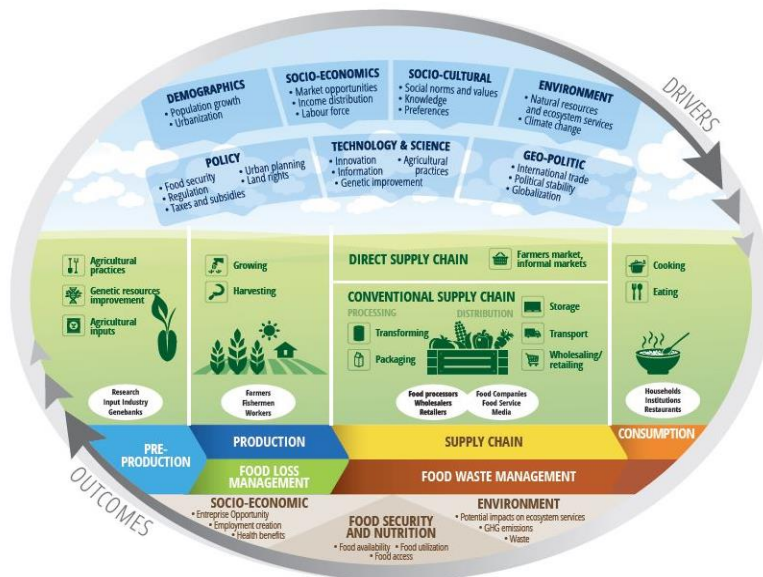 DRIVERS
DEMOGRAPHICS
• Population growth
• Urbanization
SOCIO-ECONOMICS
• Market opportunities
• Income distribution
• Labour force
SOCIO-CULTURAL
• Social norms and values
• Knowledge
• Preferences
ENVIRONMENT
• Natural resources
and ecosystem services
• Climate change
POLICY
• Food security
• Regulation
• Taxes and subsidies
• Urban planning
• Land rights
TECHNOLOGY & SCIENCE
• Innovation
• Information
• Genetic improvement
• Agricultural
practices
GEO-POLITIC
• International trade
• Political stability
• Globalization
Agricultural
practices
Genetic resources
improvement
Agricultural
inputs
Research
Input Industry
Genebanks
Growing
Harvesting
Farmers
Fishermen
Workers
DIRECT SUPPLY CHAIN
Farmers market,
informal markets
CONVENTIONAL SUPPLY CHAIN
PROCESSING
DISTRIBUTION
Transforming
Packaging
Storage
Transport
Wholesaling/
retailing
Food processors
Wholesalers
Retailers
Food Companies
Food Service
Media
Cooking
Eating
Households
Institutions
Restaurants
PRE-
PRODUCTION
PRODUCTION
SUPPLY CHAIN
CONSUMPTION
FOOD LOSS
MANAGEMENT
FOOD WASTE MANAGEMENT
OUTCOMES
SOCIO-ECONOMIC
• Entreprise Opportunity
• Employment creation
• Health benefits
FOOD SECURITY
AND NUTRITION
• Food availability • Food utilization
• Food access
ENVIRONMENT
• Potential impacts on ecosystem services
• GHG emissions
• Waste